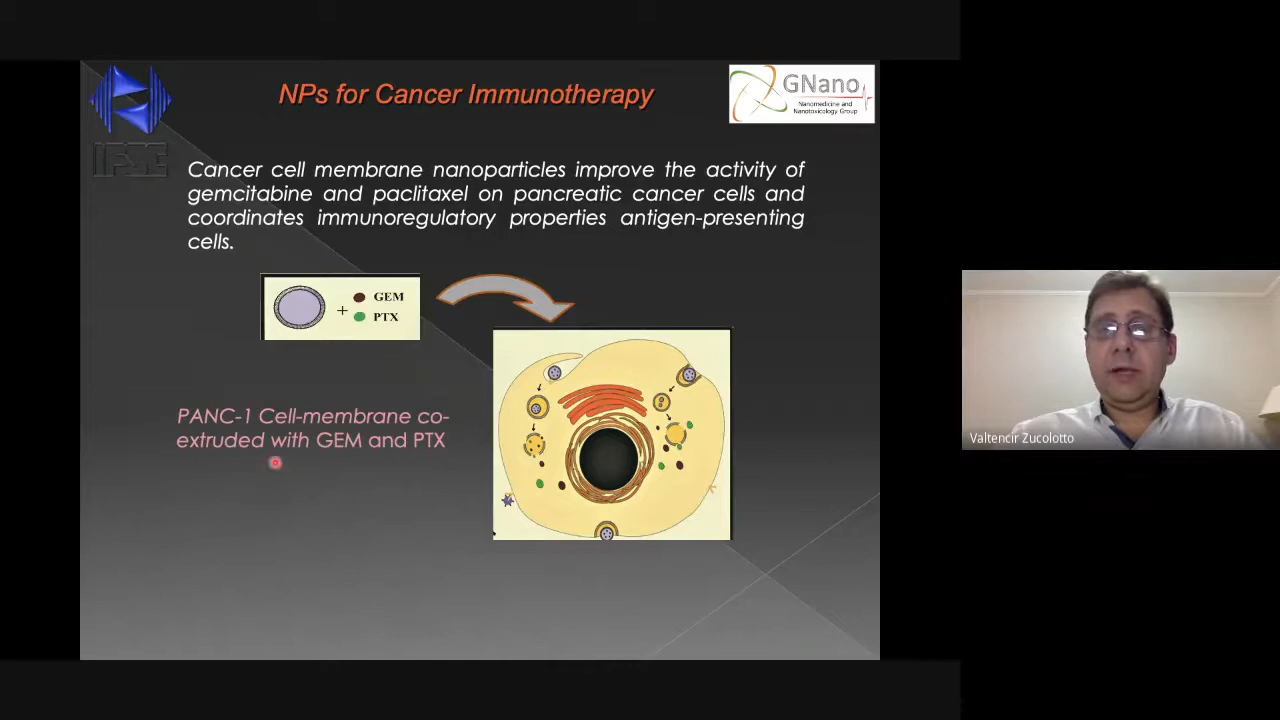 NPs for Cancer Immunotherapy
GNano
Nanomedicine and
Nanotoxicology Group
IFSC
Cancer cell membrane nanoparticles improve the activity of
gemcitabine and paclitaxel on pancreatic cancer cells and
coordinates immunoregulatory properties antigen-presenting
cells.
+ GEM
PTX
PANC-1 Cell-membrane co-
extruded with GEM and PTX
Valtencir Zucolotto